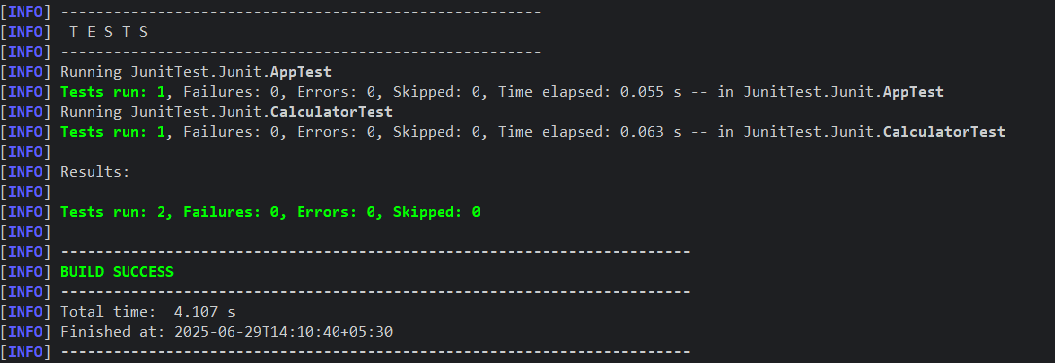 [INFO] -------------------------------------------------------
[INFO]  T E S T S
[INFO] -------------------------------------------------------
[INFO] Running JunitTest.Junit.AppTest
[INFO] Tests run: 1, Failures: 0, Errors: 0, Skipped: 0, Time elapsed: 0.055 s -- in JunitTest.Junit.AppTest
[INFO] Running JunitTest.Junit.CalculatorTest
[INFO] Tests run: 1, Failures: 0, Errors: 0, Skipped: 0, Time elapsed: 0.063 s -- in JunitTest.Junit.CalculatorTest
[INFO]
[INFO] Results:
[INFO]
[INFO] Tests run: 2, Failures: 0, Errors: 0, Skipped: 0
[INFO]
[INFO] ------------------------------------------------------------------------
[INFO] BUILD SUCCESS
[INFO] ------------------------------------------------------------------------
[INFO] Total time:  4.107 s
[INFO] Finished at: 2025-06-29T14:10:40+05:30
[INFO] ------------------------------------------------------------------------